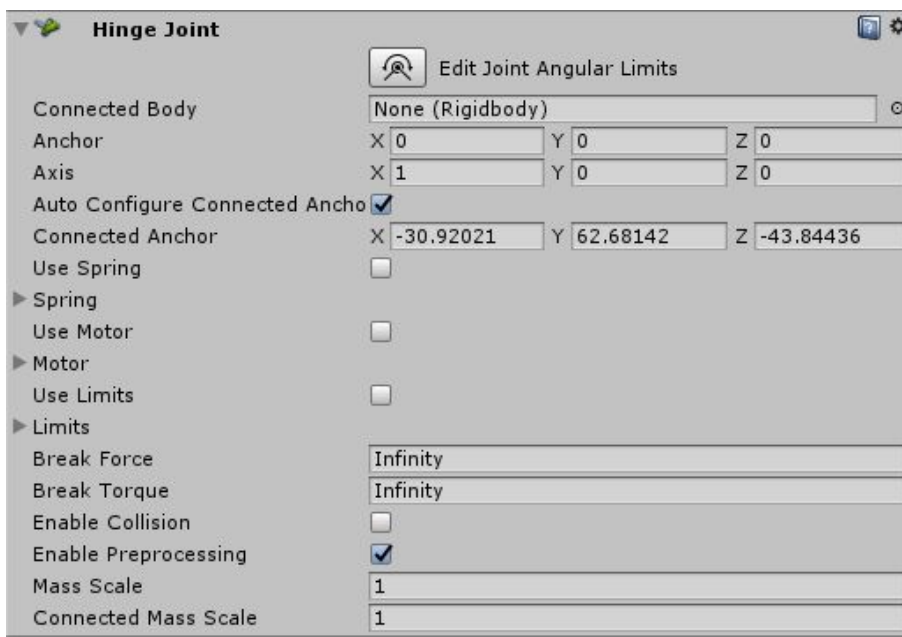 Hinge Joint
Edit Joint Angular Limits
Connected Body None (Rigidbody)
Anchor X 0 Y 0 Z 0
Axis X 1 Y 0 Z 0
Auto Configure Connected Ancho
Connected Anchor X -30.92021 Y 62.68142 Z -43.84436
Use Spring
Spring
Use Motor
Motor
Use Limits
Limits
Break Force Infinity
Break Torque Infinity
Enable Collision
Enable Preprocessing
Mass Scale 1
Connected Mass Scale 1